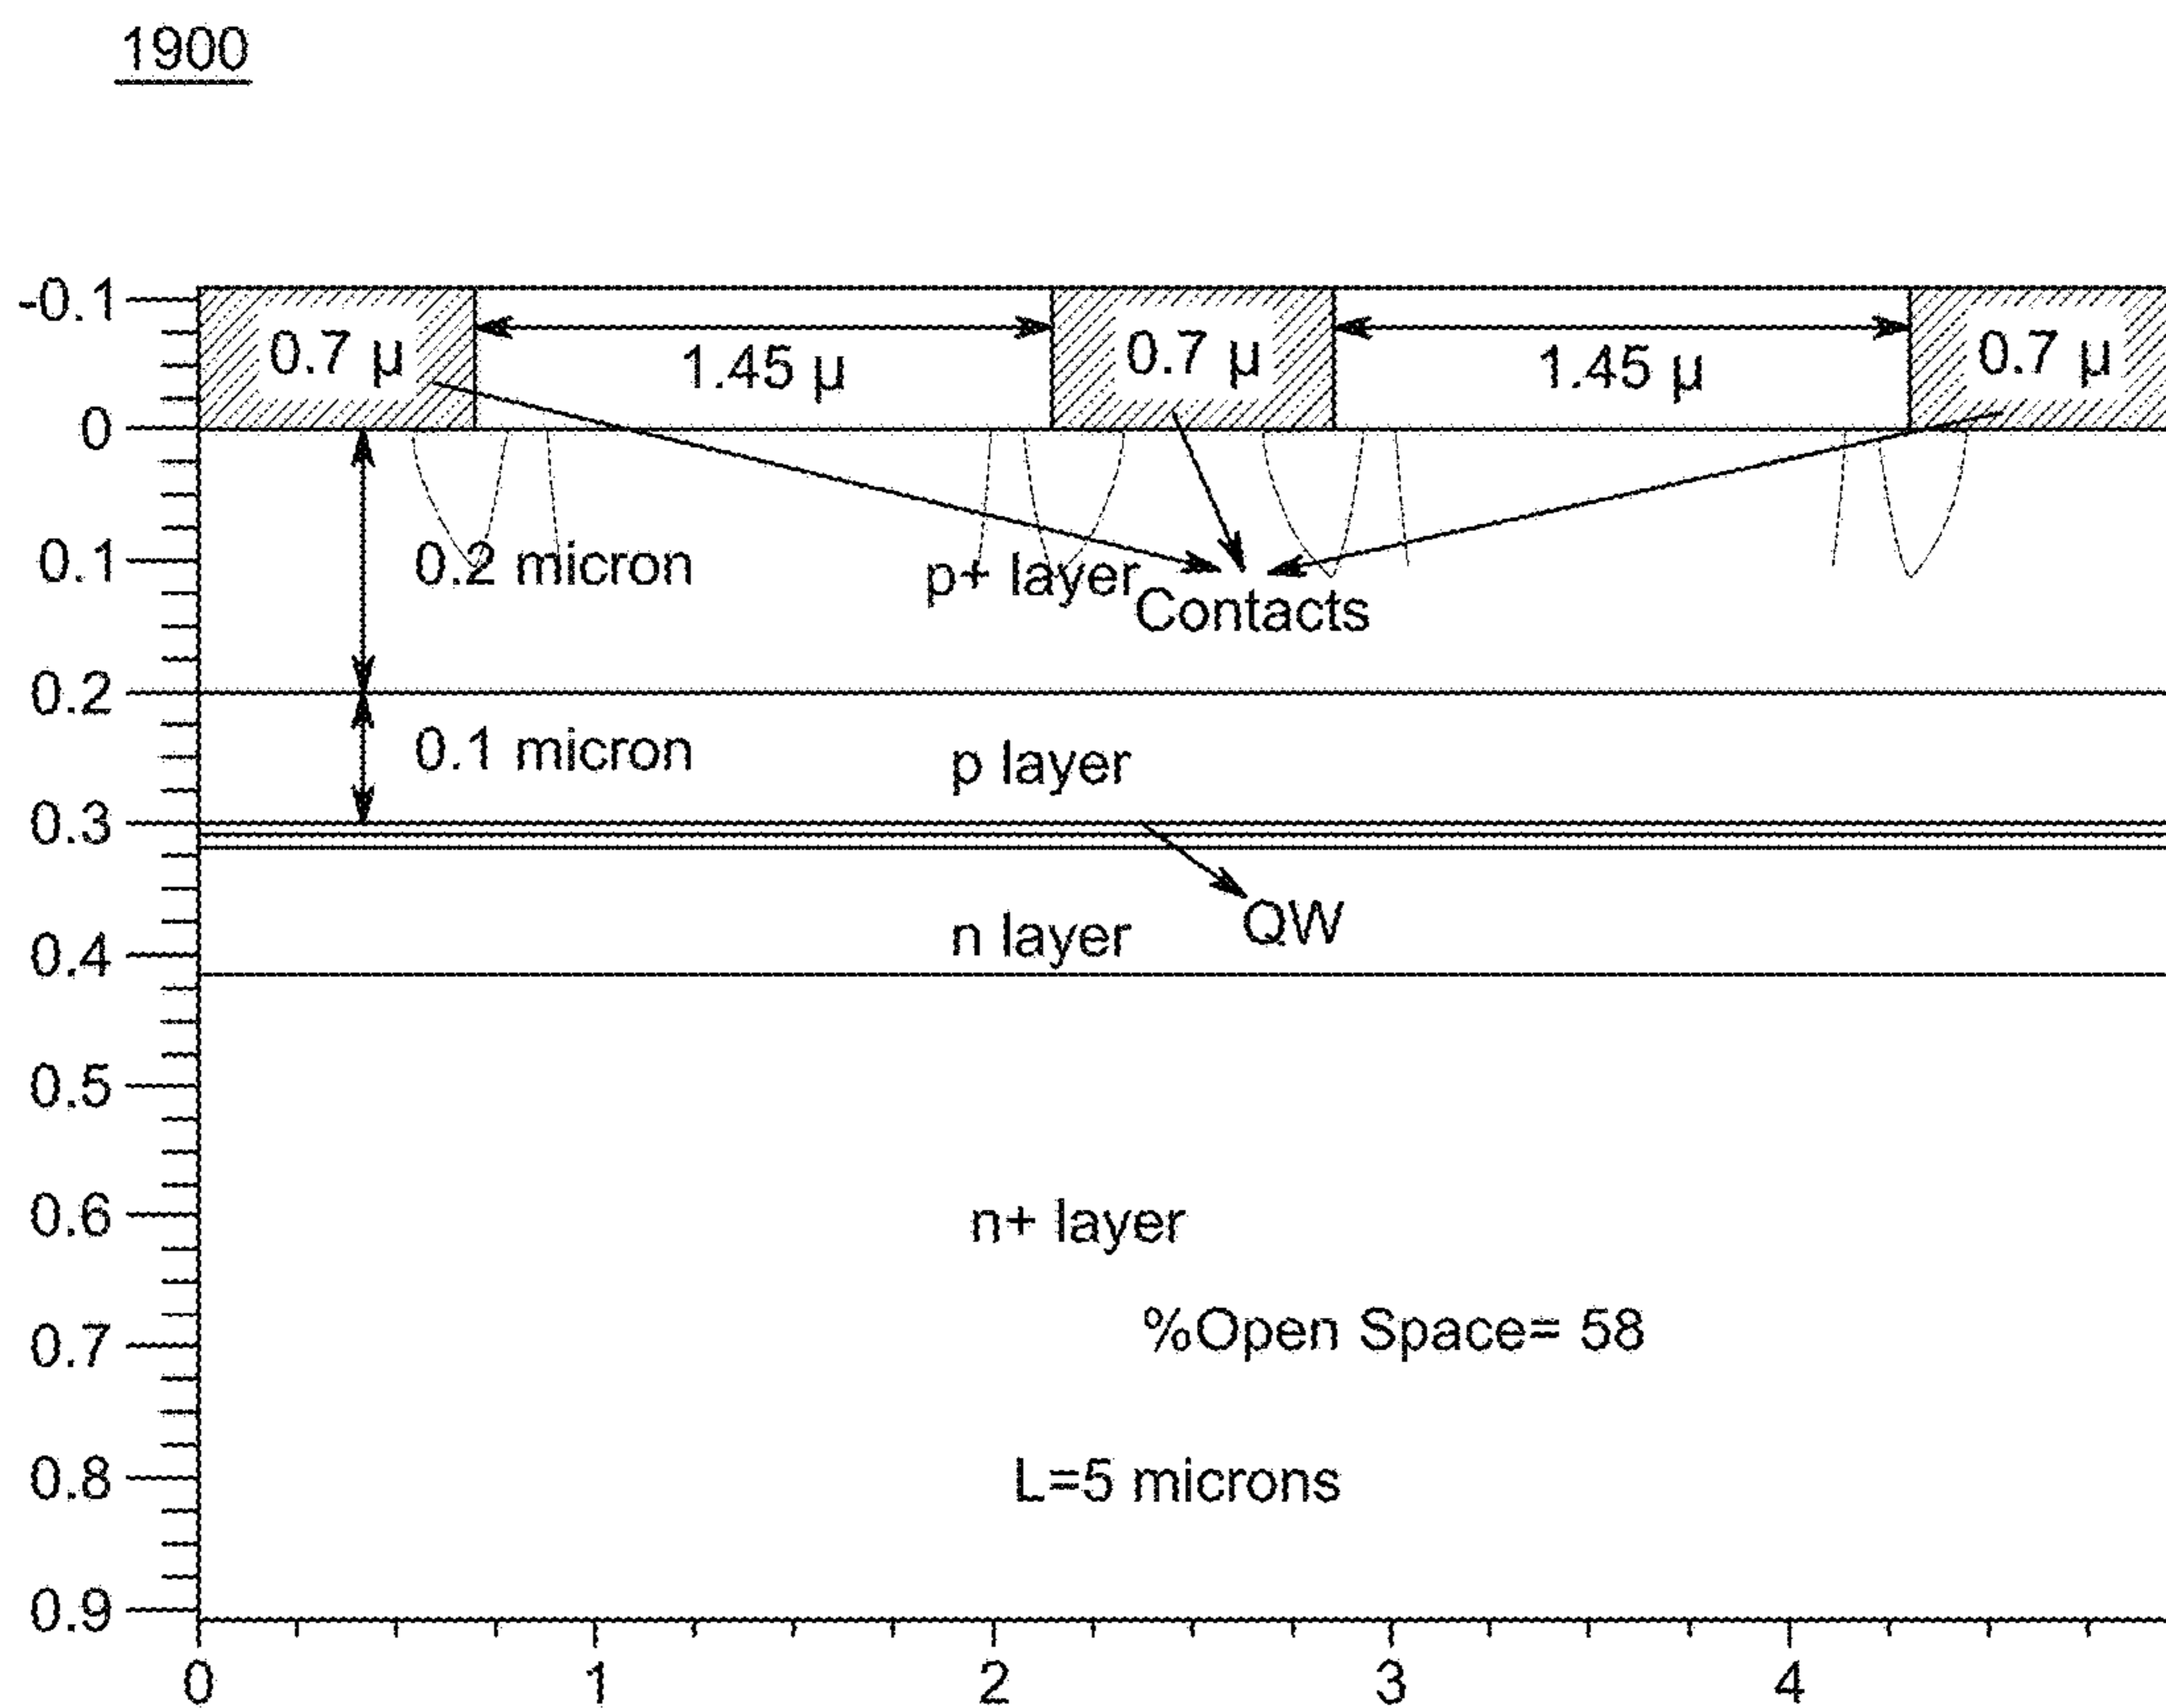 1900
-0.1
0.7 μ
1.45 μ
0.7 μ
1.45 μ
0.7 μ
0
0.1
0.2 micron
p+ layer
Contacts
0.2
0.1 micron
p layer
0.3
QW
n layer
0.4
0.5
0.6
n+ layer
%Open Space= 58
0.7
0.8
L=5 microns
0.9
0 1 2 3 4